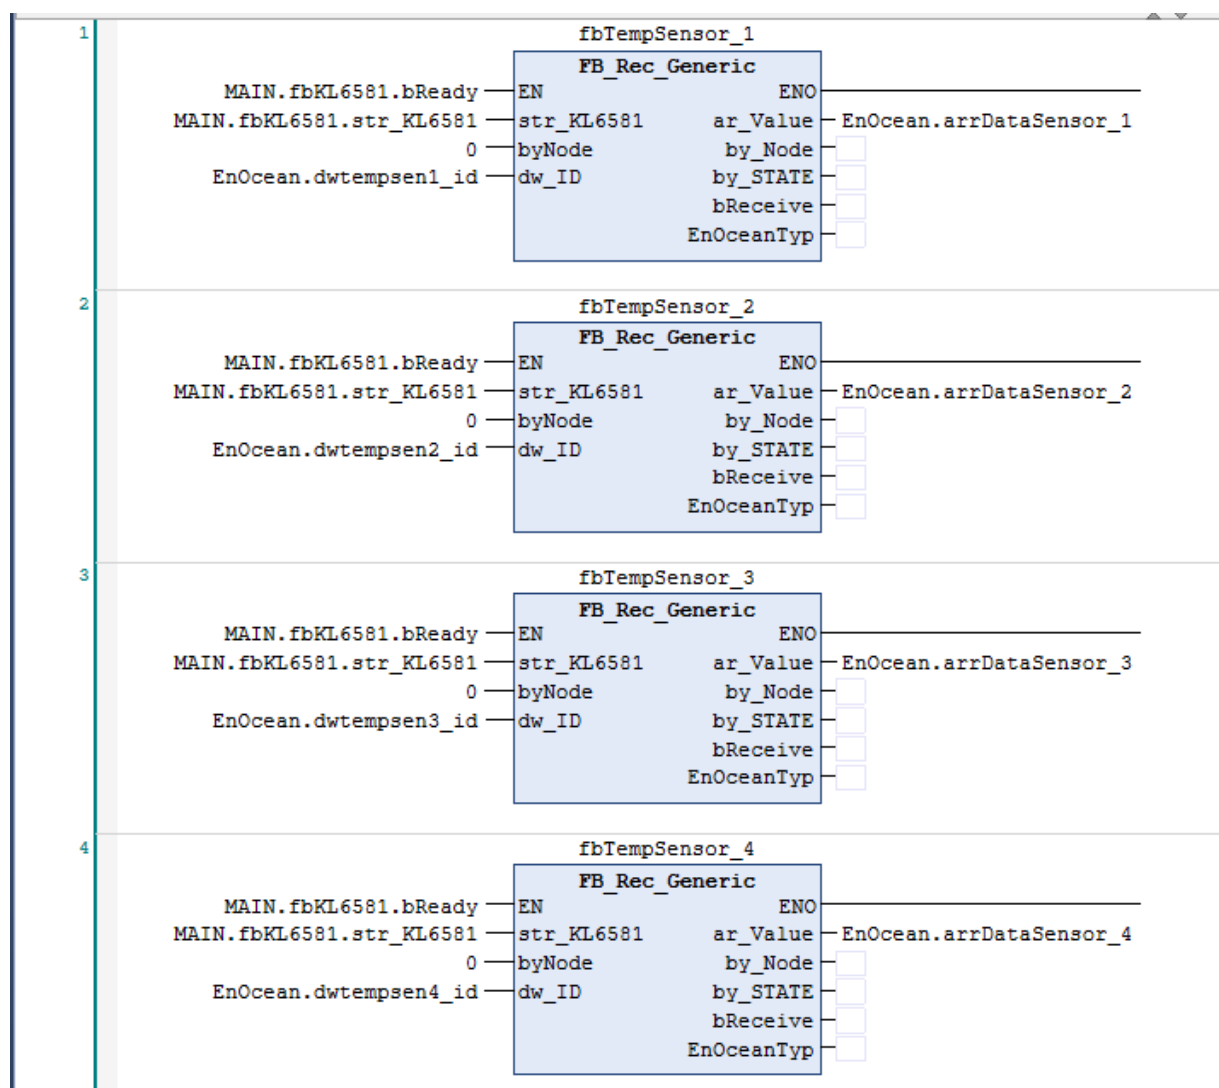 1
fbTempSensor_1
FB_Rec_Generic
MAIN.fbKL6581.bReady EN ENO
MAIN.fbKL6581.str_KL6581 str_KL6581 ar_Value EnOcean.arrDataSensor_1
0 byNode by_Node
EnOcean.dwtempsen1_id dw_ID by_STATE
bReceive
EnOceanTyp
2
fbTempSensor_2
FB_Rec_Generic
MAIN.fbKL6581.bReady EN ENO
MAIN.fbKL6581.str_KL6581 str_KL6581 ar_Value EnOcean.arrDataSensor_2
0 byNode by_Node
EnOcean.dwtempsen2_id dw_ID by_STATE
bReceive
EnOceanTyp
3
fbTempSensor_3
FB_Rec_Generic
MAIN.fbKL6581.bReady EN ENO
MAIN.fbKL6581.str_KL6581 str_KL6581 ar_Value EnOcean.arrDataSensor_3
0 byNode by_Node
EnOcean.dwtempsen3_id dw_ID by_STATE
bReceive
EnOceanTyp
4
fbTempSensor_4
FB_Rec_Generic
MAIN.fbKL6581.bReady EN ENO
MAIN.fbKL6581.str_KL6581 str_KL6581 ar_Value EnOcean.arrDataSensor_4
0 byNode by_Node
EnOcean.dwtempsen4_id dw_ID by_STATE
bReceive
EnOceanTyp